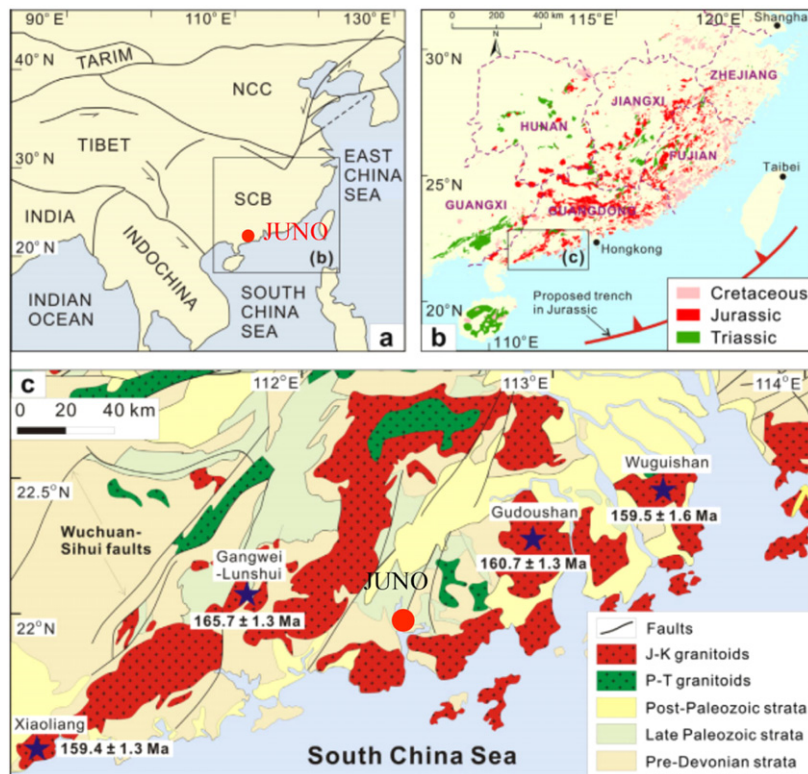 90°E
110°E
130°E
40°N
TARIM
NCC
TIBET
30°N
EAST
CHINA
SEA
SCB
INDIA
JUNO
20°N
(b)
INDOCHINA
INDIAN
OCEAN
SOUTH
CHINA
SEA
a
0 200 400 km
N
115°E
120°E
Shanghai
30°N
ZHEJIANG
JIANGXI
HUNAN
FUJIAN
Taibei
25°N
GUANGXI
GUANGDONG
Hongkong
(c)
20°N
Proposed trench
in Jurassic
Cretaceous
Jurassic
Triassic
b
110°E
c
112°E
113°E
114°E
0 20 40 km
22.5°N
Wuguishan
159.5 ± 1.6 Ma
Gudoushan
160.7 ± 1.3 Ma
Wuchuan-
Sihui faults
Gangwei
-Lunshui
165.7 ± 1.3 Ma
JUNO
22°N
Xiaoliang
159.4 ± 1.3 Ma
South China Sea
Faults
J-K granitoids
P-T granitoids
Post-Paleozoic strata
Late Paleozoic strata
Pre-Devonian strata